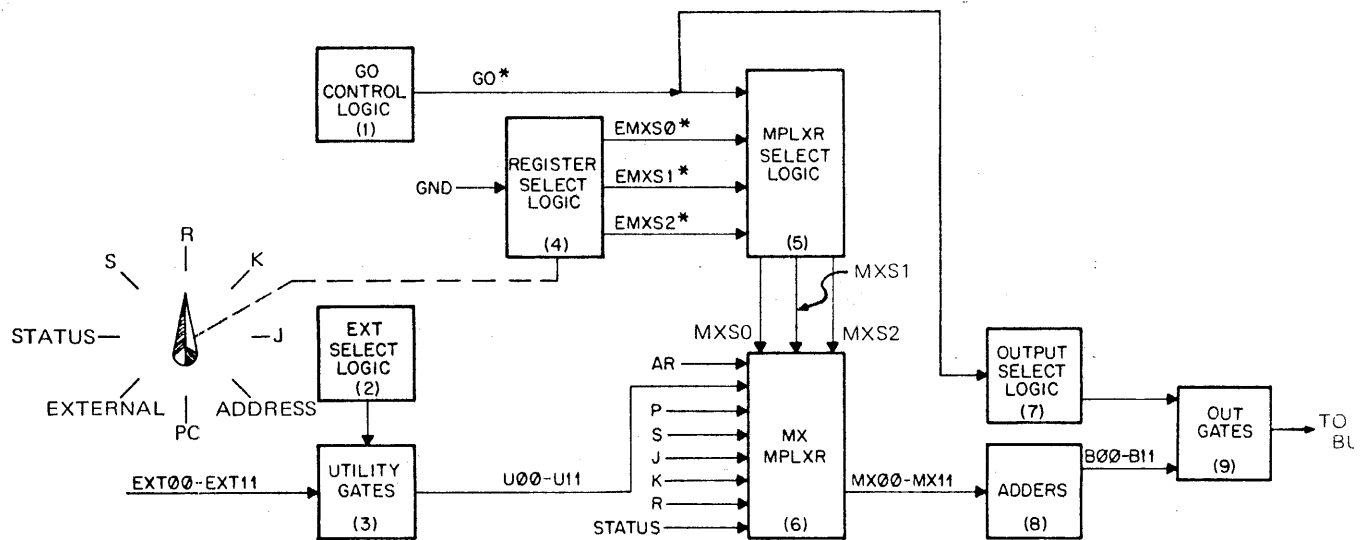 GO
CONTROL
LOGIC
(1)
GO*
REGISTER
SELECT
LOGIC
(4)
GND
EMXS0*
EMXS1*
EMXS2*
MPLXR
SELECT
LOGIC
(5)
MXS0
MXS1
MXS2
R
S
K
STATUS
J
EXTERNAL
ADDRESS
PC
EXT
SELECT
LOGIC
(2)
EXT00-EXT11
UTILITY
GATES
(3)
U00-U11
AR
P
S
J
K
R
STATUS
MX
MPLXR
(6)
MX00-MX11
OUTPUT
SELECT
LOGIC
(7)
ADDERS
(8)
B00-B11
OUT
GATES
(9)
TO